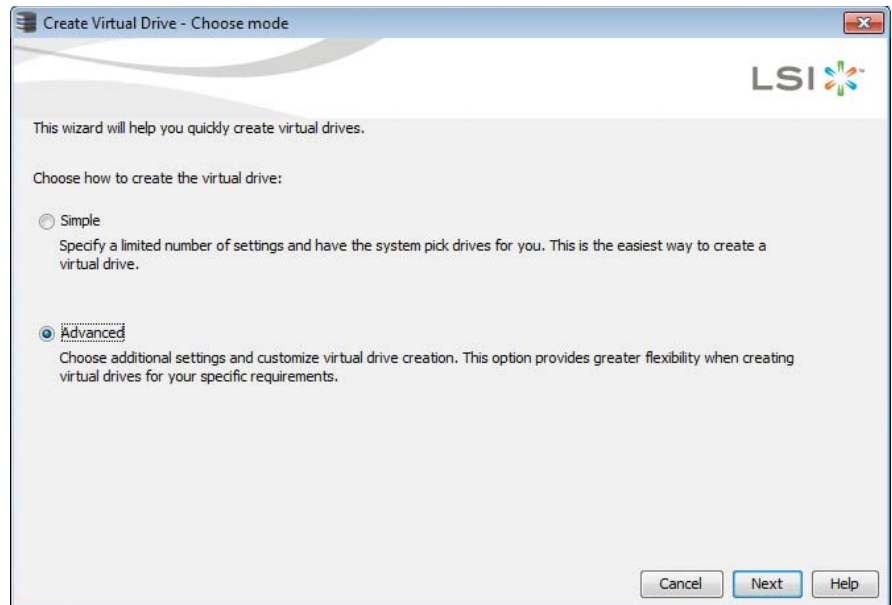 Create Virtual Drive - Choose mode
LSI
This wizard will help you quickly create virtual drives.
Choose how to create the virtual drive:
Simple
Specify a limited number of settings and have the system pick drives for you. This is the easiest way to create a
virtual drive.
Advanced
Choose additional settings and customize virtual drive creation. This option provides greater flexibility when creating
virtual drives for your specific requirements.
Cancel Next Help